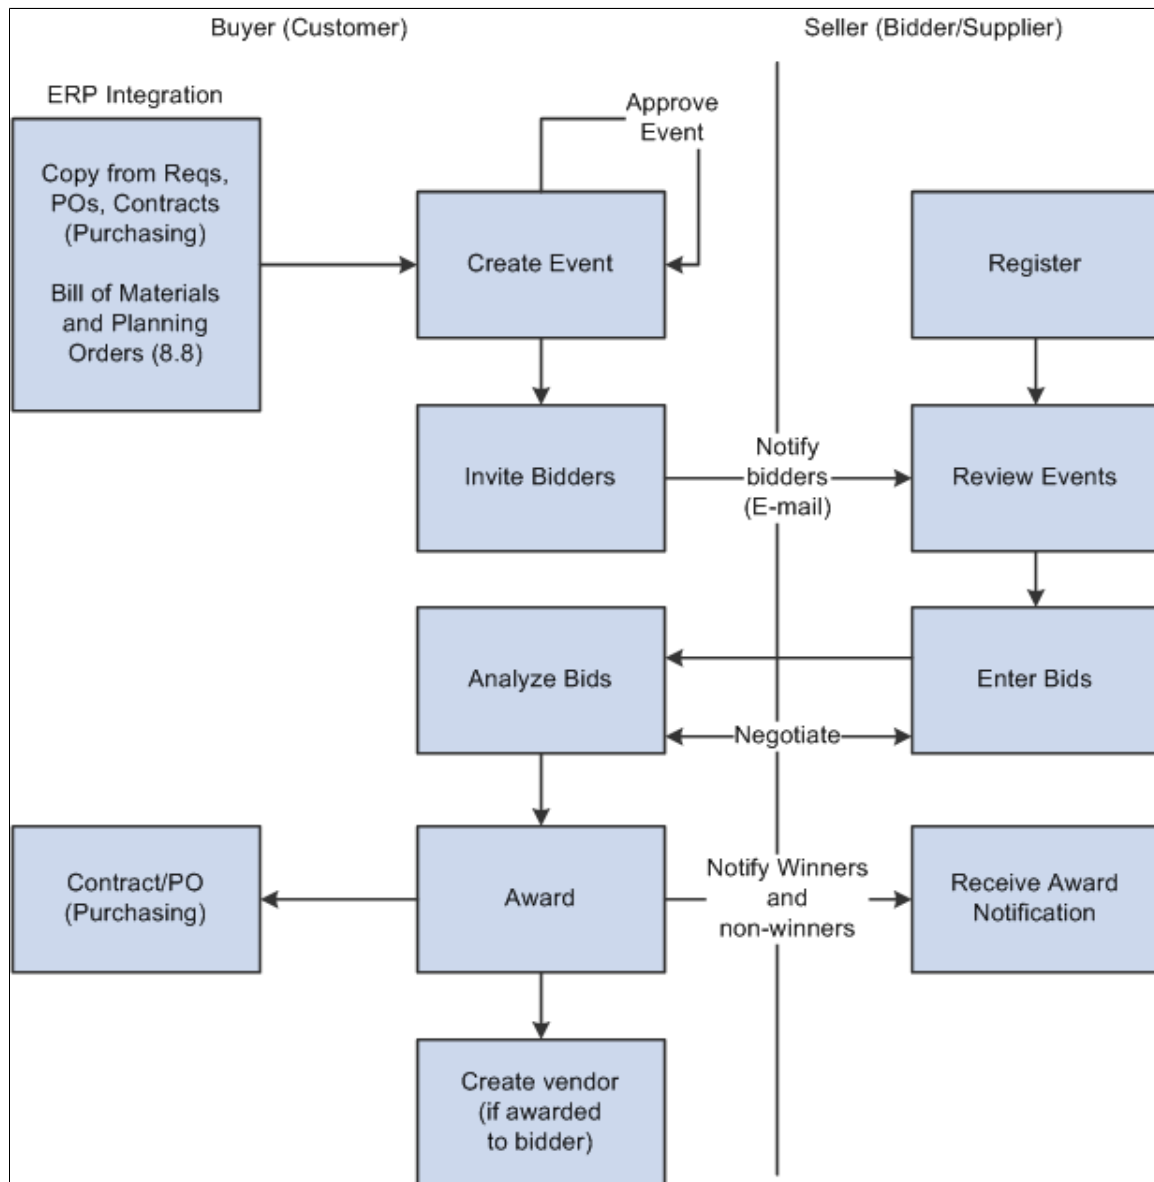 Buyer (Customer)
Seller (Bidder/Supplier)
ERP Integration
Copy from Reqs,
POs, Contracts
(Purchasing)
Bill of Materials
and Planning
Orders (8.8)
Approve
Event
Create Event
Register
Invite Bidders
Notify
bidders
(E-mail)
Review Events
Analyze Bids
Enter Bids
Negotiate
Contract/PO
(Purchasing)
Award
Notify Winners
and
non-winners
Receive Award
Notification
Create vendor
(if awarded
to bidder)